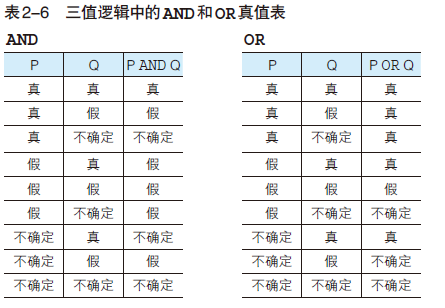 表2-6 三值逻辑中的AND和OR真值表
AND
P Q P AND Q
真 真 真
真 假 假
真 不确定 不确定
假 真 假
假 假 假
假 不确定 假
不确定 真 不确定
不确定 假 假
不确定 不确定 不确定
OR
P Q P OR Q
真 真 真
真 假 真
真 不确定 真
假 真 真
假 假 假
假 不确定 不确定
不确定 真 真
不确定 假 不确定
不确定 不确定 不确定